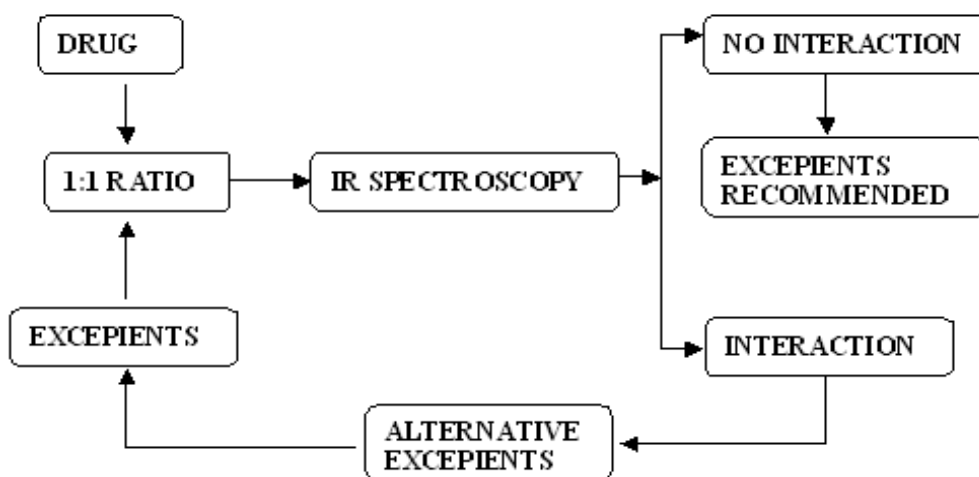 DRUG
NO INTERACTION
1:1 RATIO
IR SPECTROSCOPY
EXCEPIENTS
RECOMMENDED
EXCEPIENTS
INTERACTION
ALTERNATIVE
EXCEPIENTS